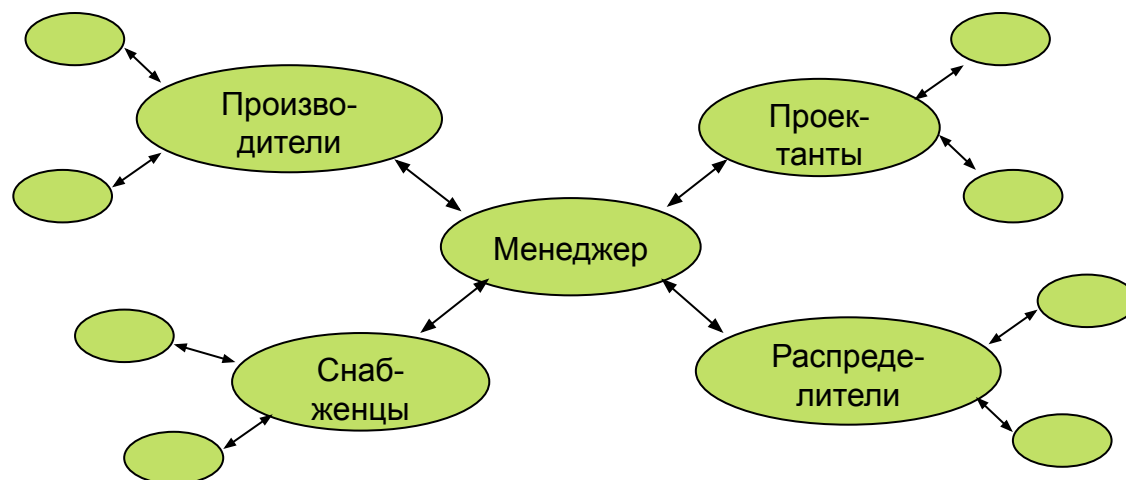 Произво-
дители
Проек-
танты
Менеджер
Снаб-
женцы
Распреде-
лители